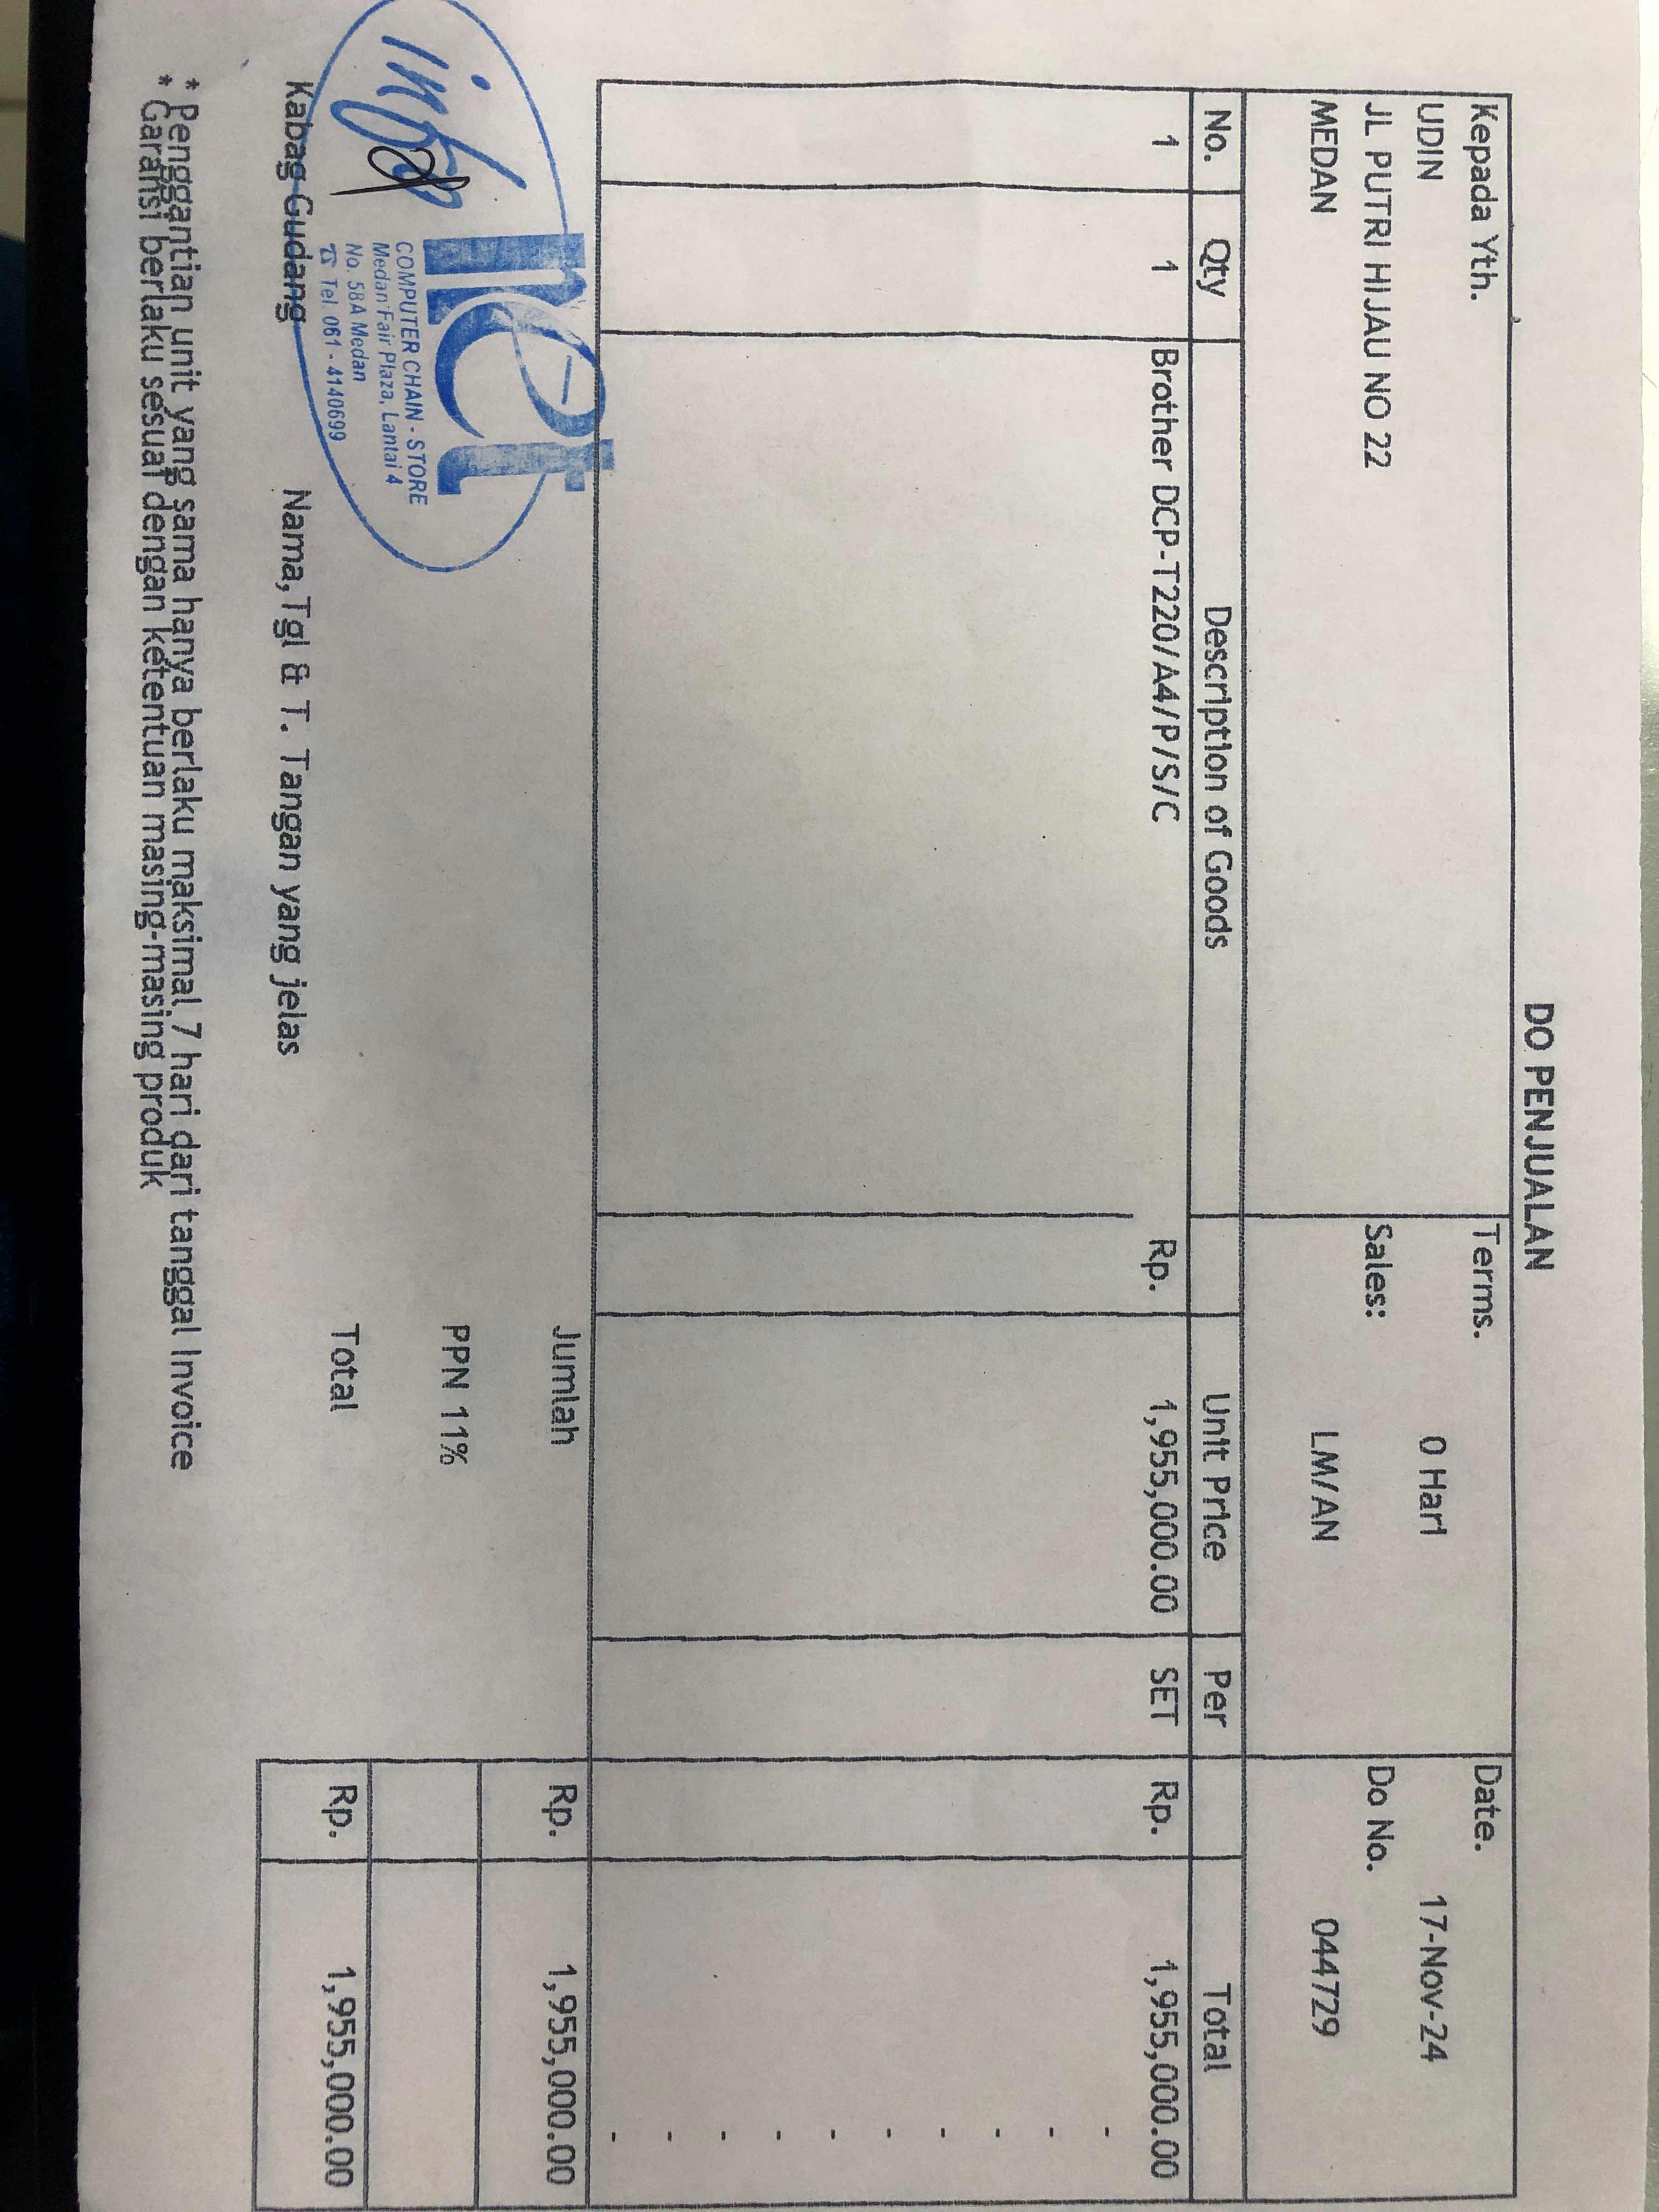 DO PENJUALAN
Kepada Yth. Terms. Date.
UDIN 0 Hari 17-Nov-24
JL PUTRI HIJAU NO 22 Sales: Do No.
MEDAN LM/AN 044729
No. Qty Description of Goods Unit Price Per Total
1 1 Brother DCP-T220/A4/P/S/C Rp. 1,955,000.00 SET Rp. 1,955,000.00
-
-
-
-
-
-
-
-
-
-
Jumlah Rp. 1,955,000.00
PPN 11%
Total Rp. 1,955,000.00
info
net
COMPUTER CHAIN - STORE
Medan Fair Plaza, Lantai 4
No. 58A Medan
☎ Tel. 061 - 4140699
Kabag Gudang Nama,Tgl & T. Tangan yang jelas
* Penggantian unit yang sama hanya berlaku maksimal 7 hari dari tanggal Invoice
* Garansi berlaku sesuai dengan ketentuan masing-masing produk